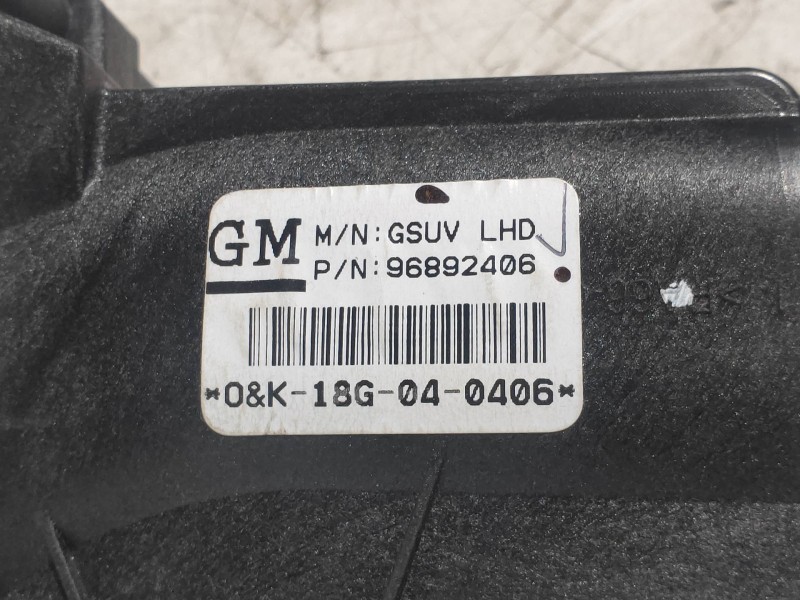 GM
M/N:GSUV LHD
P/N:96892406
*O&K-18G-04-0406*